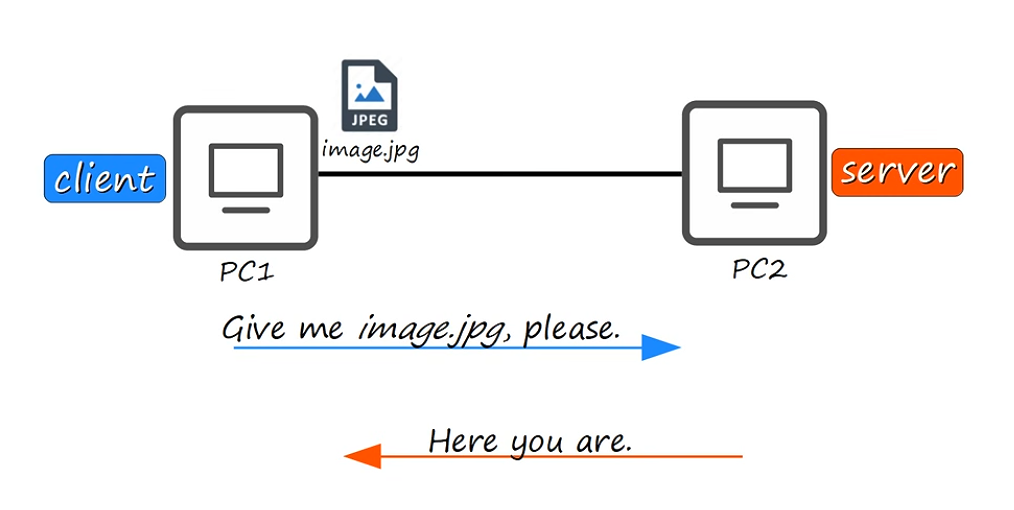 JPEG
image.jpg
client
server
PC1
PC2
Give me image.jpg, please.
Here you are.